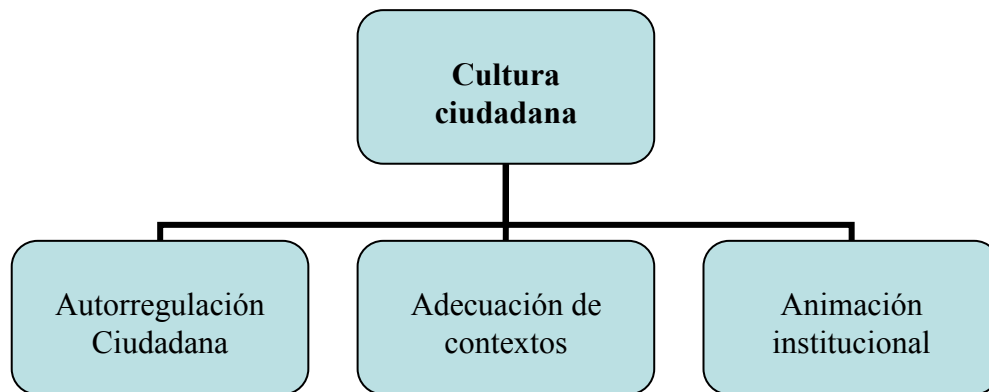 Cultura
ciudadana
Autorregulación
Ciudadana
Adecuación de
contextos
Animación
institucional